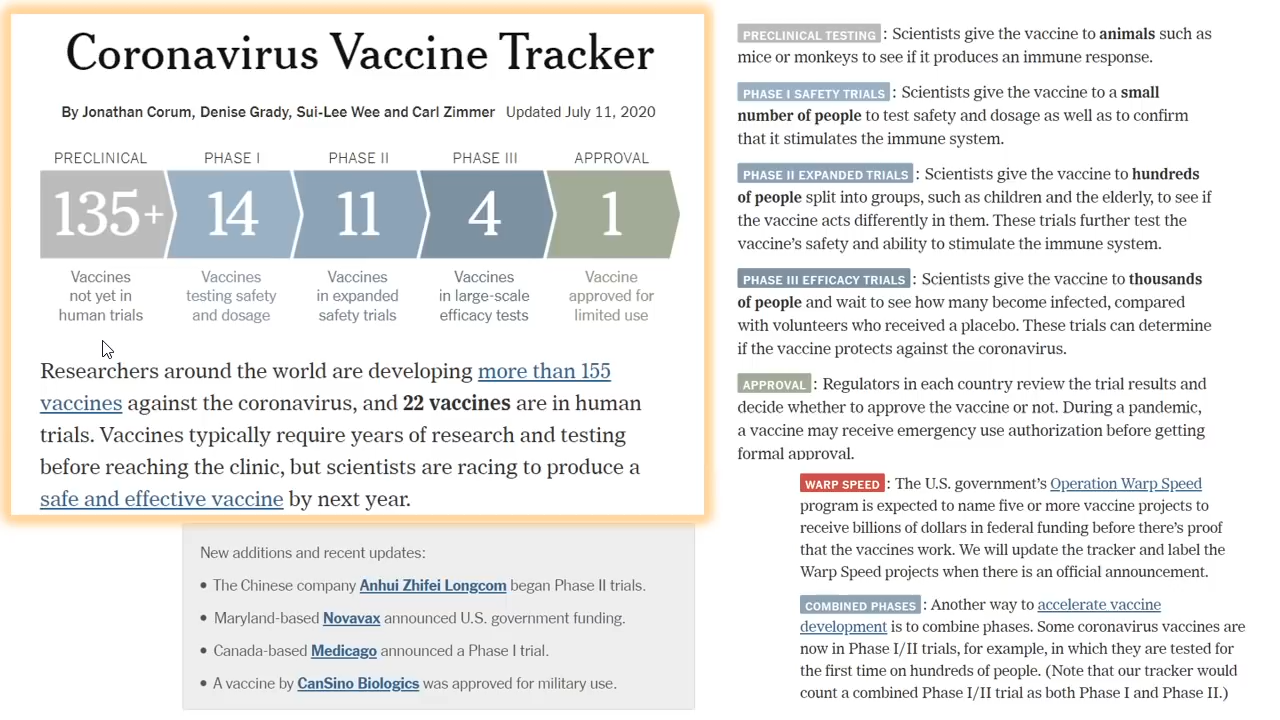 Coronavirus Vaccine Tracker
By Jonathan Corum, Denise Grady, Sui-Lee Wee and Carl Zimmer Updated July 11, 2020
PRECLINICAL PHASE I PHASE II PHASE III APPROVAL
135+ 14 11 4 1
Vaccines Vaccines Vaccines Vaccines Vaccine
not yet in testing safety in expanded in large-scale approved for
human trials and dosage safety trials efficacy tests limited use
Researchers around the world are developing more than 155
vaccines against the coronavirus, and 22 vaccines are in human
trials. Vaccines typically require years of research and testing
before reaching the clinic, but scientists are racing to produce a
safe and effective vaccine by next year.
New additions and recent updates:
• The Chinese company Anhui Zhifei Longcom began Phase II trials.
• Maryland-based Novavax announced U.S. government funding.
• Canada-based Medicago announced a Phase I trial.
• A vaccine by CanSino Biologics was approved for military use.
PRECLINICAL TESTING : Scientists give the vaccine to animals such as
mice or monkeys to see if it produces an immune response.
PHASE I SAFETY TRIALS : Scientists give the vaccine to a small
number of people to test safety and dosage as well as to confirm
that it stimulates the immune system.
PHASE II EXPANDED TRIALS : Scientists give the vaccine to hundreds
of people split into groups, such as children and the elderly, to see if
the vaccine acts differently in them. These trials further test the
vaccine's safety and ability to stimulate the immune system.
PHASE III EFFICACY TRIALS : Scientists give the vaccine to thousands
of people and wait to see how many become infected, compared
with volunteers who received a placebo. These trials can determine
if the vaccine protects against the coronavirus.
APPROVAL : Regulators in each country review the trial results and
decide whether to approve the vaccine or not. During a pandemic,
a vaccine may receive emergency use authorization before getting
formal approval.
WARP SPEED : The U.S. government's Operation Warp Speed
program is expected to name five or more vaccine projects to
receive billions of dollars in federal funding before there's proof
that the vaccines work. We will update the tracker and label the
Warp Speed projects when there is an official announcement.
COMBINED PHASES : Another way to accelerate vaccine
development is to combine phases. Some coronavirus vaccines are
now in Phase I/II trials, for example, in which they are tested for
the first time on hundreds of people. (Note that our tracker would
count a combined Phase I/II trial as both Phase I and Phase II.)